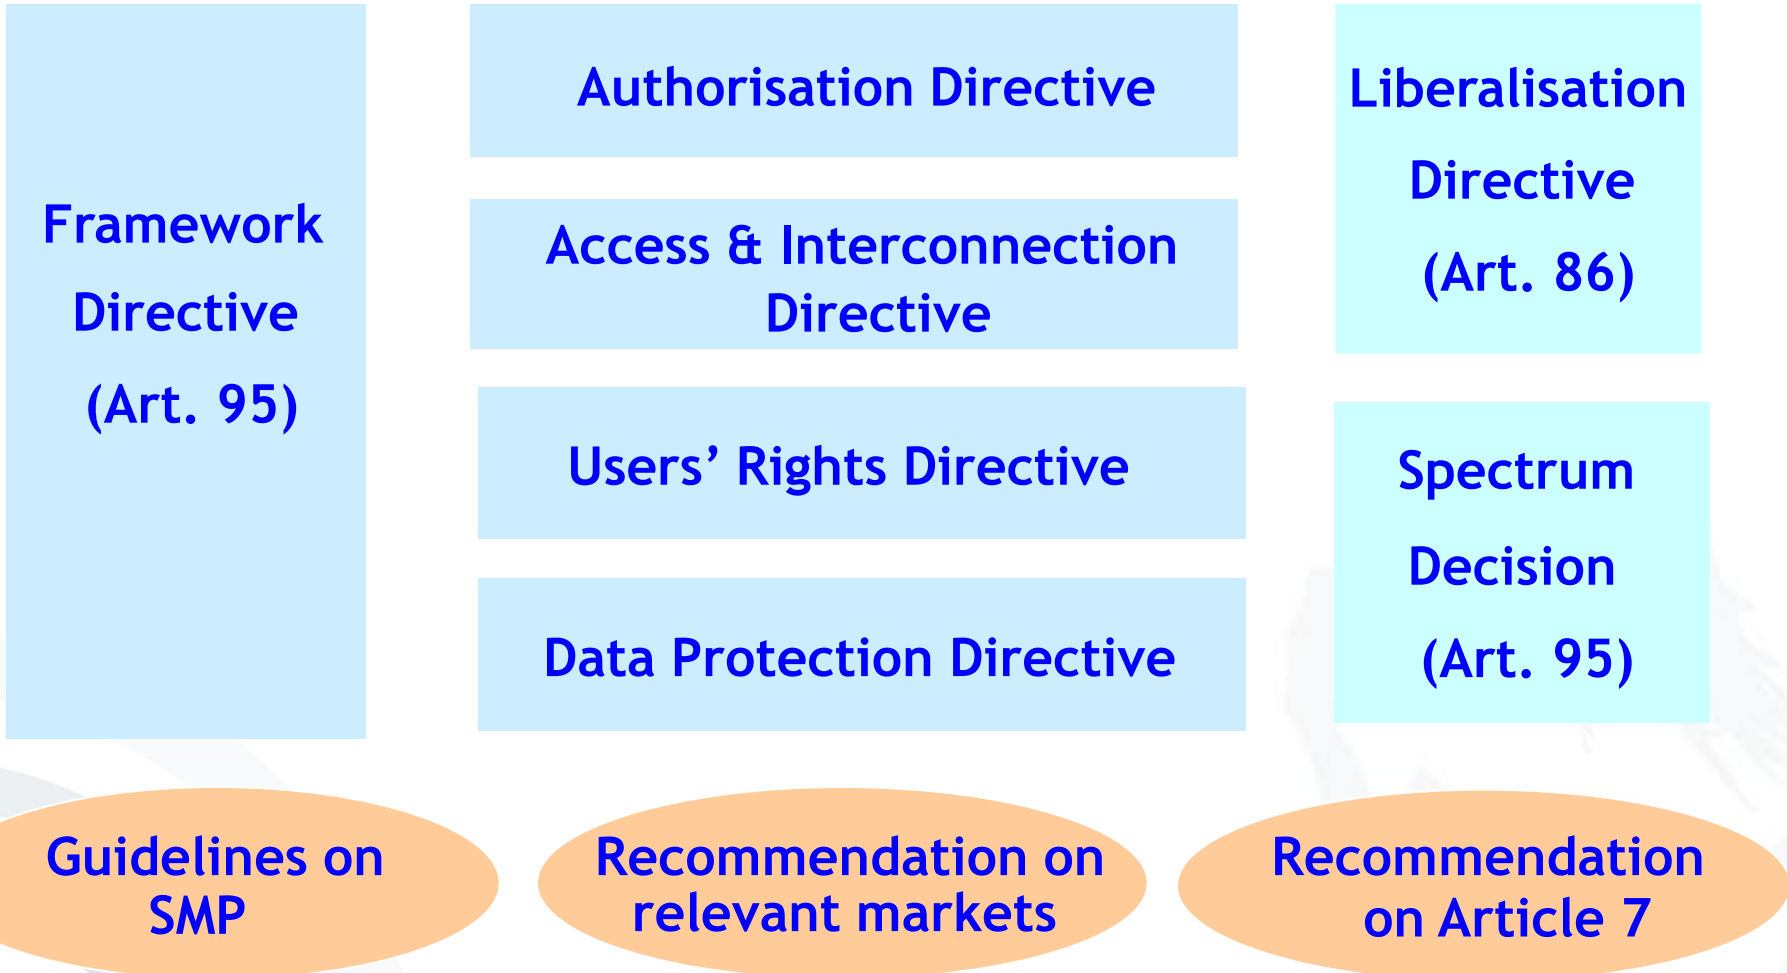 Framework
Directive
(Art. 95)
Authorisation Directive
Access & Interconnection
Directive
Users’ Rights Directive
Data Protection Directive
Liberalisation
Directive
(Art. 86)
Spectrum
Decision
(Art. 95)
Guidelines on
SMP
Recommendation on
relevant markets
Recommendation
on Article 7